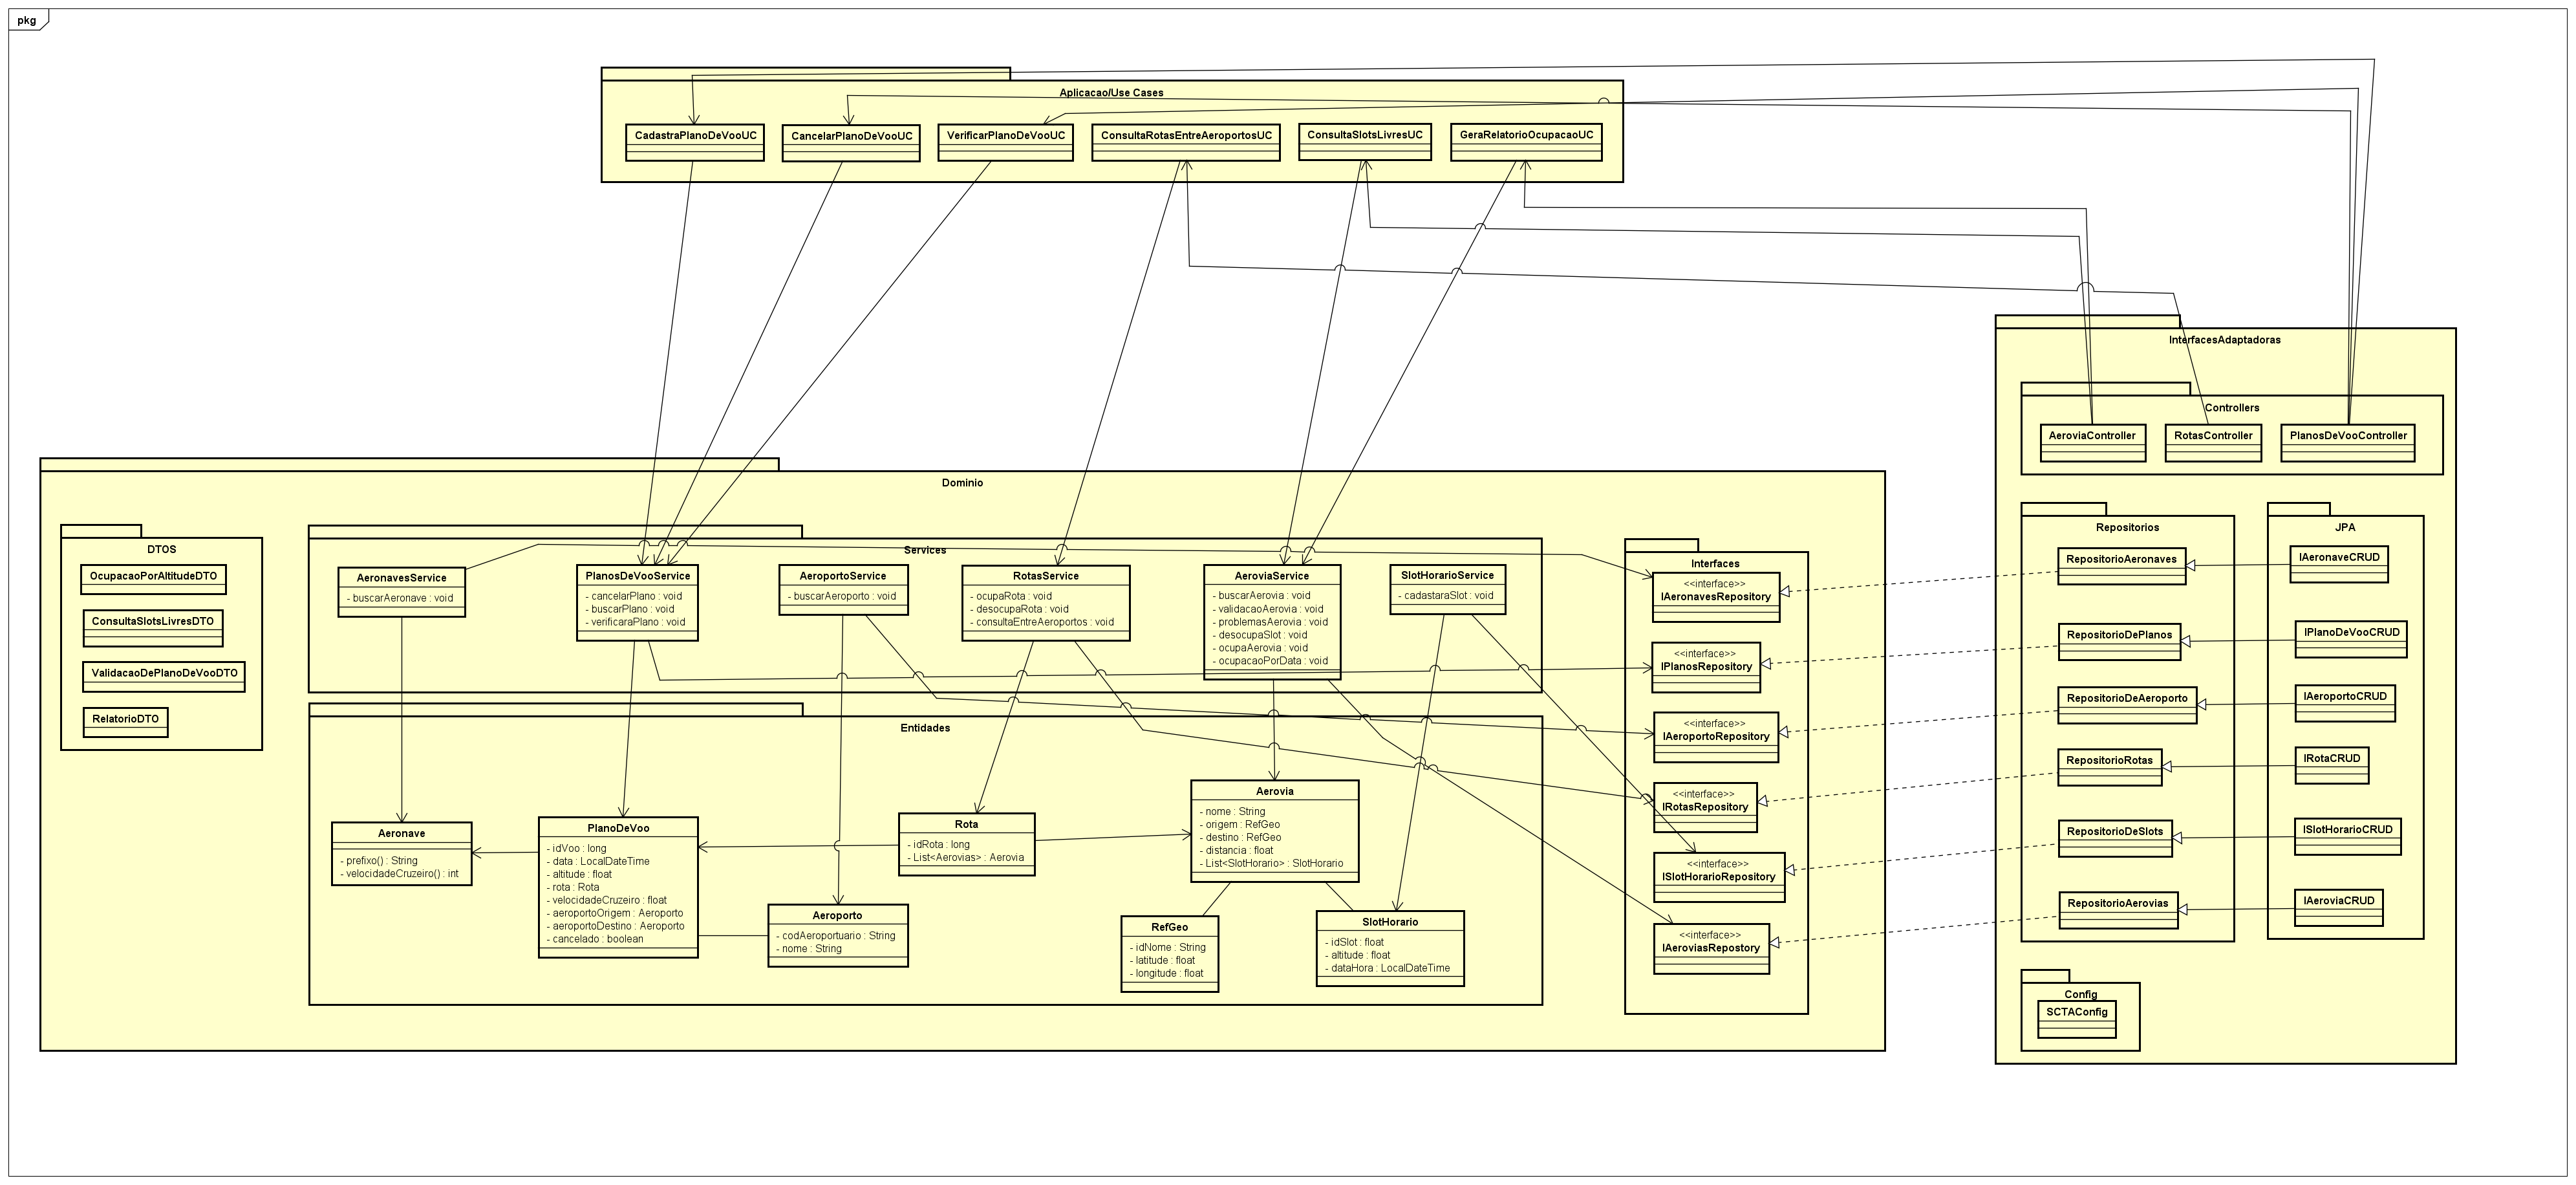 pkg
Aplicacao/Use Cases
CadastraPlanoDeVooUC
CancelarPlanoDeVooUC
VerificarPlanoDeVooUC
ConsultaRotasEntreAeroportosUC
ConsultaSlotsLivresUC
GeraRelatorioOcupacaoUC
InterfacesAdaptadoras
Controllers
AeroviaController
RotasController
PlanosDeVooController
Dominio
DTOS
OcupacaoPorAltitudeDTO
ConsultaSlotsLivresDTO
ValidacaoDePlanoDeVooDTO
RelatorioDTO
Services
AeronavesService
- buscarAeronave : void
PlanosDeVooService
- cancelarPlano : void
- buscarPlano : void
- verificaraPlano : void
AeroportoService
- buscarAeroporto : void
RotasService
- ocupaRota : void
- desocupaRota : void
- consultaEntreAeroportos : void
AeroviaService
- buscarAerovia : void
- validacaoAerovia : void
- problemasAerovia : void
- desocupaSlot : void
- ocupaAerovia : void
- ocupacaoPorData : void
SlotHorarioService
- cadastaraSlot : void
Interfaces
<<interface>>
IAeronavesRepository
<<interface>>
IPlanosRepository
<<interface>>
IAeroportoRepository
<<interface>>
IRotasRepository
<<interface>>
ISlotHorarioRepository
<<interface>>
IAeroviasRepostory
Entidades
Aeronave
- prefixo() : String
- velocidadeCruzeiro() : int
PlanoDeVoo
- idVoo : long
- data : LocalDateTime
- altitude : float
- rota : Rota
- velocidadeCruzeiro : float
- aeroportoOrigem : Aeroporto
- aeroportoDestino : Aeroporto
- cancelado : boolean
Aeroporto
- codAeroportuario : String
- nome : String
Rota
- idRota : long
- List<Aerovias> : Aerovia
Aerovia
- nome : String
- origem : RefGeo
- destino : RefGeo
- distancia : float
- List<SlotHorario> : SlotHorario
RefGeo
- idNome : String
- latitude : float
- longitude : float
SlotHorario
- idSlot : float
- altitude : float
- dataHora : LocalDateTime
Repositorios
RepositorioAeronaves
RepositorioDePlanos
RepositorioDeAeroporto
RepositorioRotas
RepositorioDeSlots
RepositorioAerovias
JPA
IAeronaveCRUD
IPlanoDeVooCRUD
IAeroportoCRUD
IRotaCRUD
ISlotHorarioCRUD
IAeroviaCRUD
Config
SCTAConfig